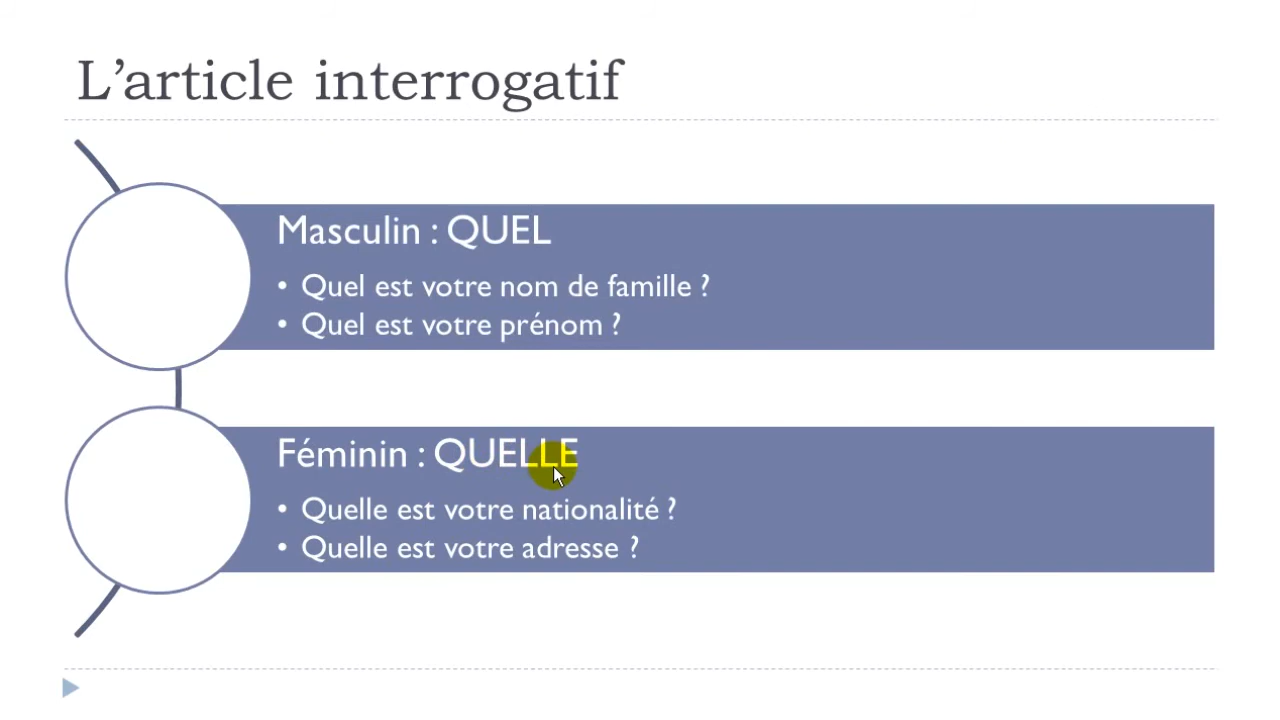 L’article interrogatif
Masculin : QUEL
• Quel est votre nom de famille ?
• Quel est votre prénom ?
Féminin : QUELLE
• Quelle est votre nationalité ?
• Quelle est votre adresse ?